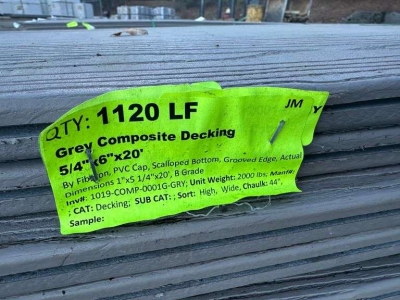 QTY: 1120 LF
JM
Y
Grey Composite Decking
5/4"x6"x20'
By Fiberon, PVC Cap, Scalloped Bottom, Grooved Edge, Actual
Dimensions 1"x5 1/4"x20', B Grade
Inv#: 1019-COMP-0001G-GRY; Unit Weight: 2000 lbs; Manf#:
; CAT: Decking; SUB CAT: ; Sort: High, Wide, Chaulk: 44",
Sample: